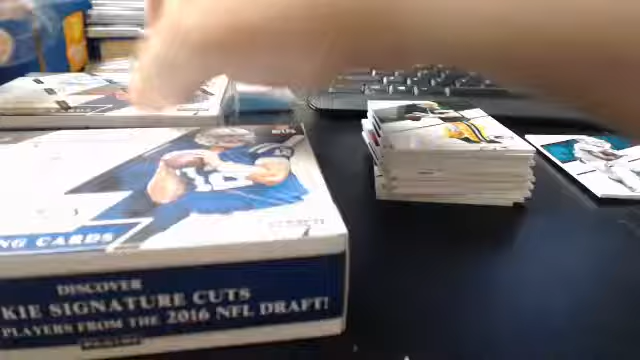 NG CARDS
DISCOVER
KIE SIGNATURE CUTS
PLAYERS FROM THE 2016 NFL DRAFT!